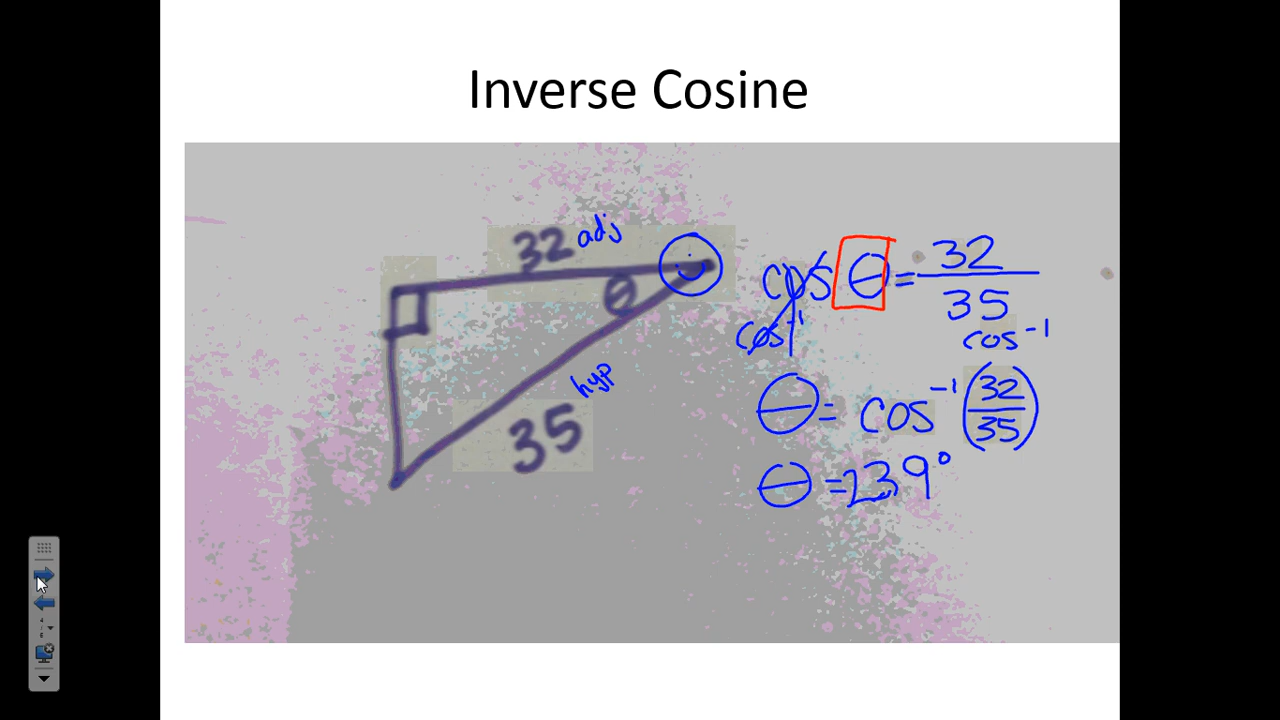 Inverse Cosine
32 adj
θ
hyp
35
cos θ = 32/35
cos⁻¹ cos⁻¹
θ = cos⁻¹(32/35)
θ = 23.9°